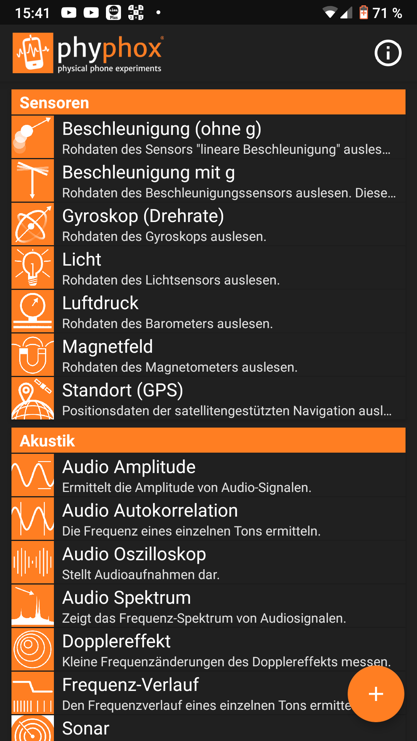 15:41
71 %
phyphox®
physical phone experiments
Sensoren
Beschleunigung (ohne g)
Rohdaten des Sensors "lineare Beschleunigung" ausles…
Beschleunigung mit g
Rohdaten des Beschleunigungssensors auslesen. Diese…
Gyroskop (Drehrate)
Rohdaten des Gyroskops auslesen.
Licht
Rohdaten des Lichtsensors auslesen.
Luftdruck
Rohdaten des Barometers auslesen.
Magnetfeld
Rohdaten des Magnetometers auslesen.
Standort (GPS)
Positionsdaten der satellitengestützten Navigation ausl…
Akustik
Audio Amplitude
Ermittelt die Amplitude von Audio-Signalen.
Audio Autokorrelation
Die Frequenz eines einzelnen Tons ermitteln.
Audio Oszilloskop
Stellt Audioaufnahmen dar.
Audio Spektrum
Zeigt das Frequenz-Spektrum von Audiosignalen.
Dopplereffekt
Kleine Frequenzänderungen des Dopplereffekts messen.
Frequenz-Verlauf
Den Frequenzverlauf eines einzelnen Tons ermitte
Sonar